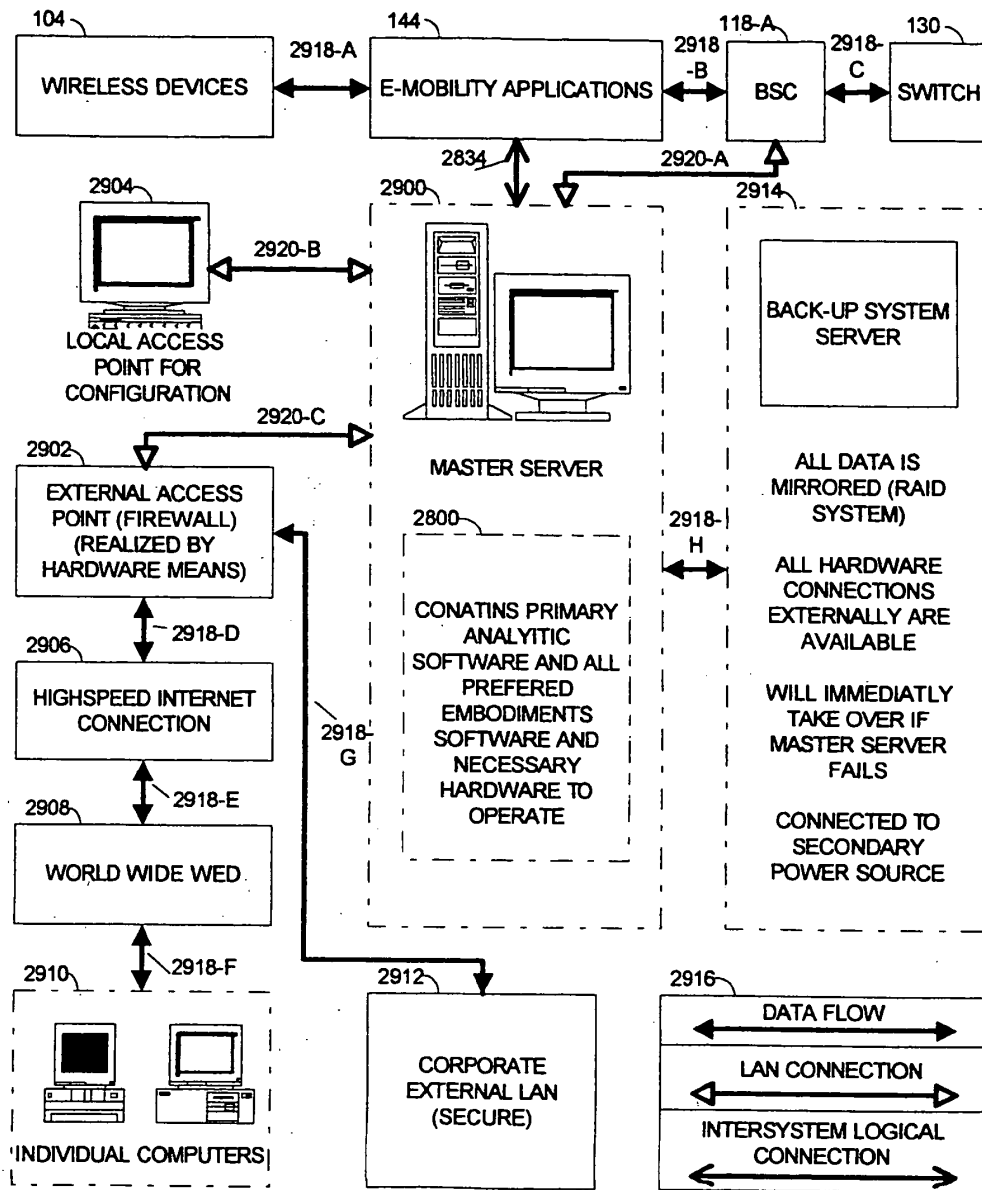 104
WIRELESS DEVICES
2918-A
144
E-MOBILITY APPLICATIONS
2918
-B
118-A
BSC
2918-
C
130
SWITCH
2834
2920-A
2904
2920-B
LOCAL ACCESS
POINT FOR
CONFIGURATION
2900
MASTER SERVER
2914
BACK-UP SYSTEM
SERVER
ALL DATA IS
MIRRORED (RAID
SYSTEM)
ALL HARDWARE
CONNECTIONS
EXTERNALLY ARE
AVAILABLE
WILL IMMEDIATLY
TAKE OVER IF
MASTER SERVER
FAILS
CONNECTED TO
SECONDARY
POWER SOURCE
2920-C
2902
EXTERNAL ACCESS
POINT (FIREWALL)
(REALIZED BY
HARDWARE MEANS)
2800
CONATINS PRIMARY
ANALYITIC
SOFTWARE AND ALL
PREFERED
EMBODIMENTS
SOFTWARE AND
NECESSARY
HARDWARE TO
OPERATE
2918-
H
2918-D
2906
HIGHSPEED INTERNET
CONNECTION
2918-
G
2918-E
2908
WORLD WIDE WED
2918-F
2910
INDIVIDUAL COMPUTERS
2912
CORPORATE
EXTERNAL LAN
(SECURE)
2916
DATA FLOW
LAN CONNECTION
INTERSYSTEM LOGICAL
CONNECTION